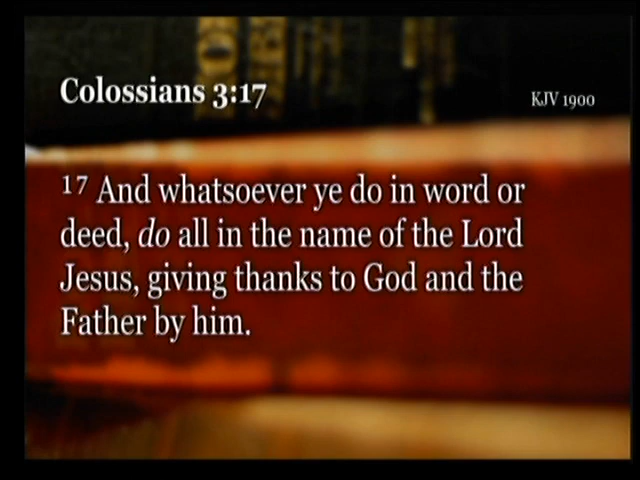 Colossians 3:17
KJV 1900
17 And whatsoever ye do in word or
deed, do all in the name of the Lord
Jesus, giving thanks to God and the
Father by him.